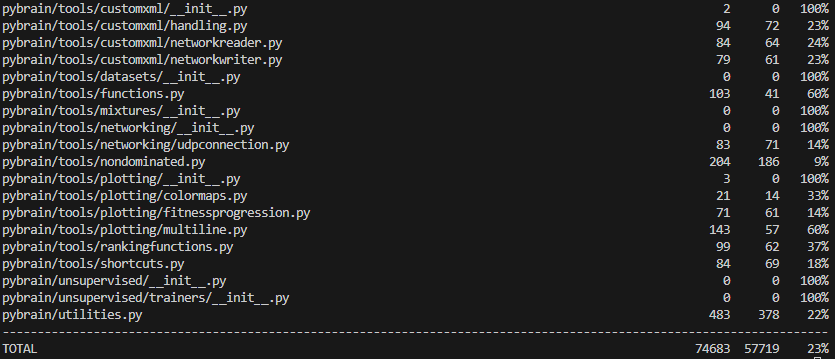 pybrain/tools/customxml/__init__.py 2 0 100%
pybrain/tools/customxml/handling.py 94 72 23%
pybrain/tools/customxml/networkreader.py 84 64 24%
pybrain/tools/customxml/networkwriter.py 79 61 23%
pybrain/tools/datasets/__init__.py 0 0 100%
pybrain/tools/functions.py 103 41 60%
pybrain/tools/mixtures/__init__.py 0 0 100%
pybrain/tools/networking/__init__.py 0 0 100%
pybrain/tools/networking/udpconnection.py 83 71 14%
pybrain/tools/nondominated.py 204 186 9%
pybrain/tools/plotting/__init__.py 3 0 100%
pybrain/tools/plotting/colormaps.py 21 14 33%
pybrain/tools/plotting/fitnessprogression.py 71 61 14%
pybrain/tools/plotting/multiline.py 143 57 60%
pybrain/tools/rankingfunctions.py 99 62 37%
pybrain/tools/shortcuts.py 84 69 18%
pybrain/unsupervised/__init__.py 0 0 100%
pybrain/unsupervised/trainers/__init__.py 0 0 100%
pybrain/utilities.py 483 378 22%
----------------------------------------------------------------------------------------------------------------------
TOTAL 74683 57719 23%